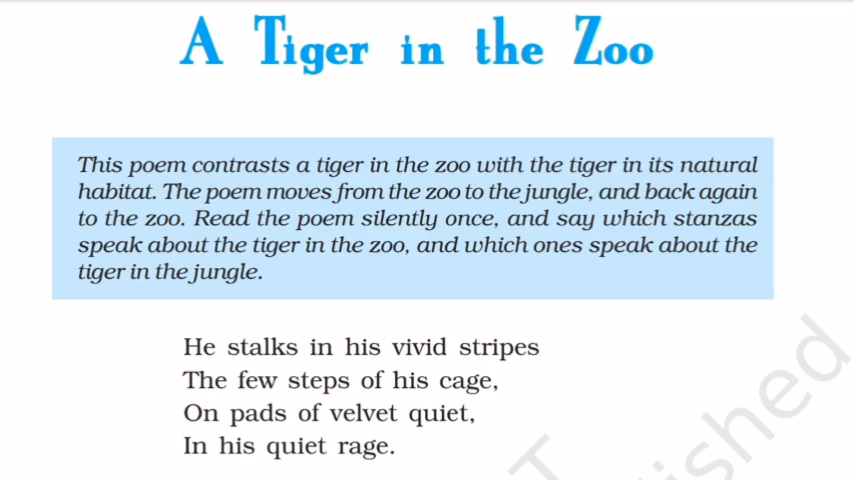 A Tiger in the Zoo
This poem contrasts a tiger in the zoo with the tiger in its natural
habitat. The poem moves from the zoo to the jungle, and back again
to the zoo. Read the poem silently once, and say which stanzas
speak about the tiger in the zoo, and which ones speak about the
tiger in the jungle.
He stalks in his vivid stripes
The few steps of his cage,
On pads of velvet quiet,
In his quiet rage.